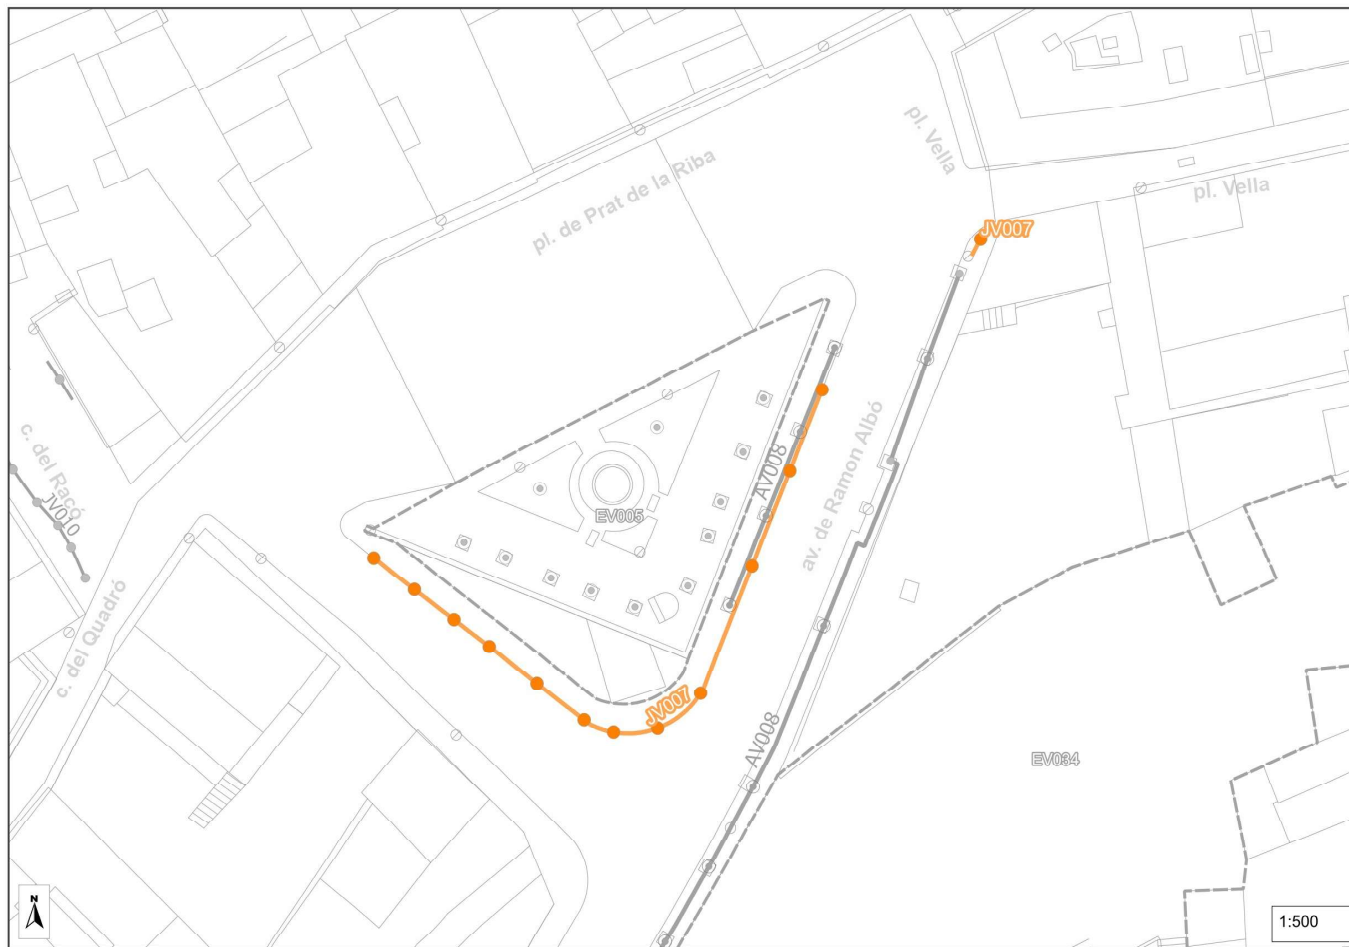 pl. Vella
pl. de Prat de la Riba
pl. Vella
JV007
av. de Ramon Albó
c. del Racó
AV008
JV010
EV005
c. del Quadró
JV007
AV008
EV034
N
1:500